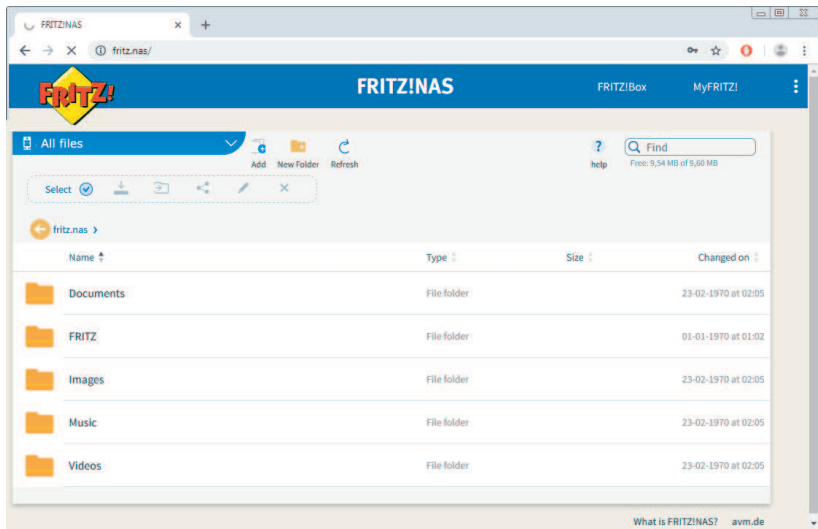 FRITZ!NAS
fritz.nas/
FRITZ!
FRITZ!NAS
FRITZ!Box
MyFRITZ!
All files
Add
New Folder
Refresh
help
Find
Free: 9,54 MB of 9,60 MB
Select
fritz.nas
Name
Type
Size
Changed on
Documents File folder 23-02-1970 at 02:05
FRITZ File folder 01-01-1970 at 01:02
Images File folder 23-02-1970 at 02:05
Music File folder 23-02-1970 at 02:05
Videos File folder 23-02-1970 at 02:05
What is FRITZ!NAS? avm.de